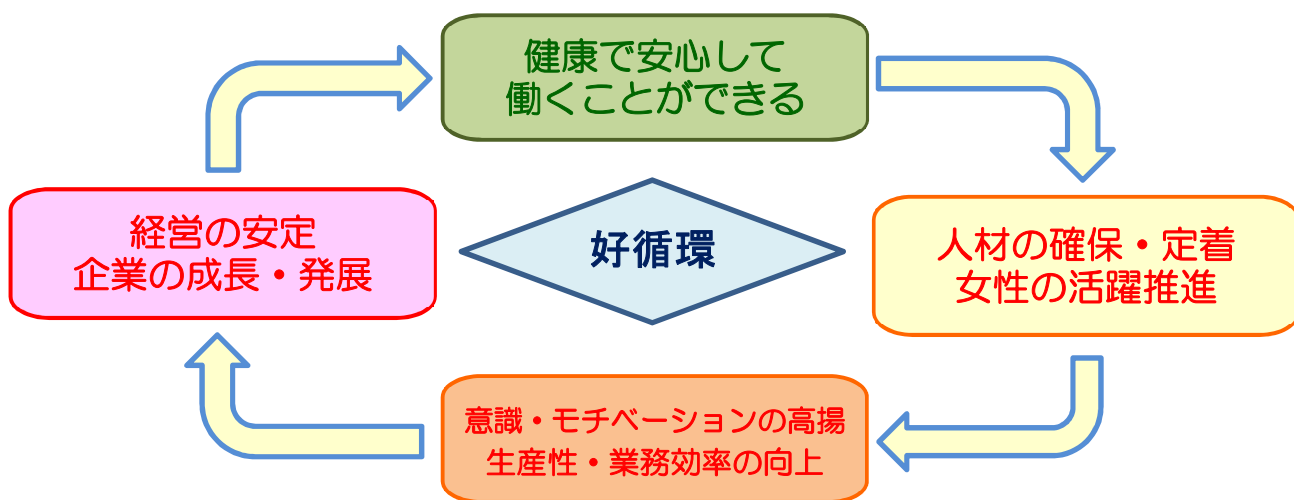 健康で安心して
働くことができる
経営の安定
企業の成長・発展
好循環
人材の確保・定着
女性の活躍推進
意識・モチベーションの高揚
生産性・業務効率の向上